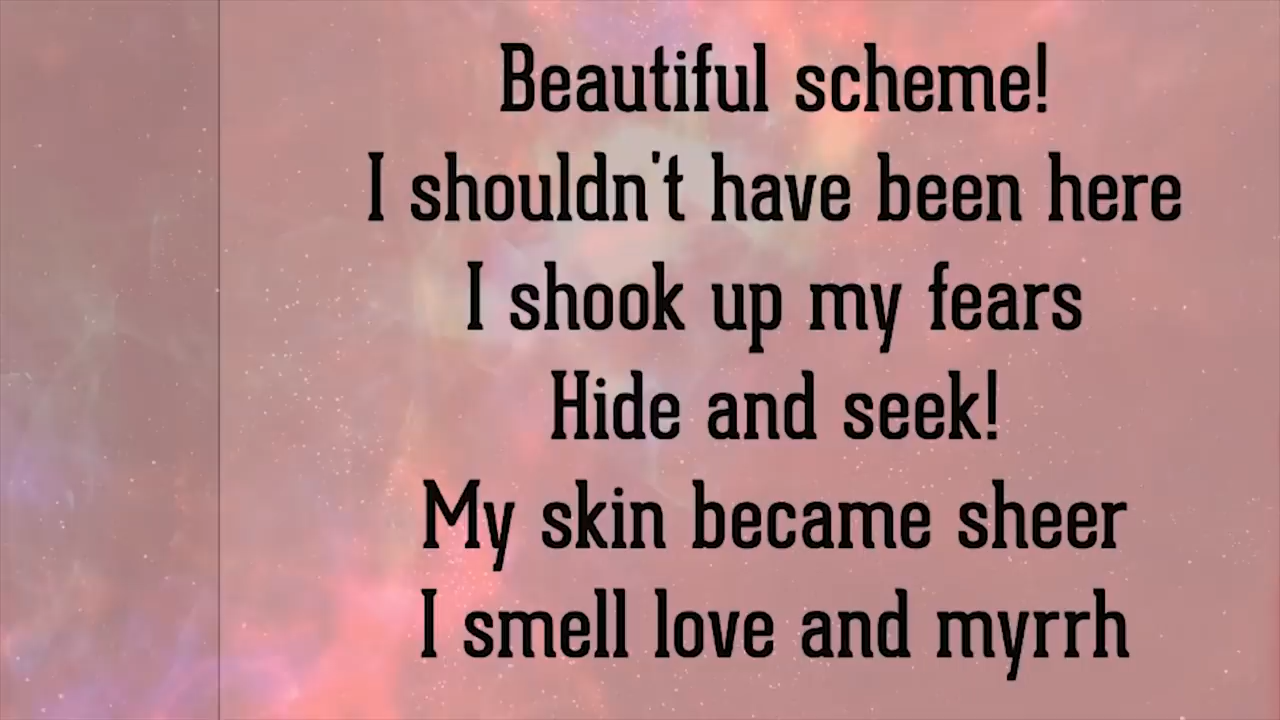 Beautiful scheme!
I shouldn't have been here
I shook up my fears
Hide and seek!
My skin became sheer
I smell love and myrrh